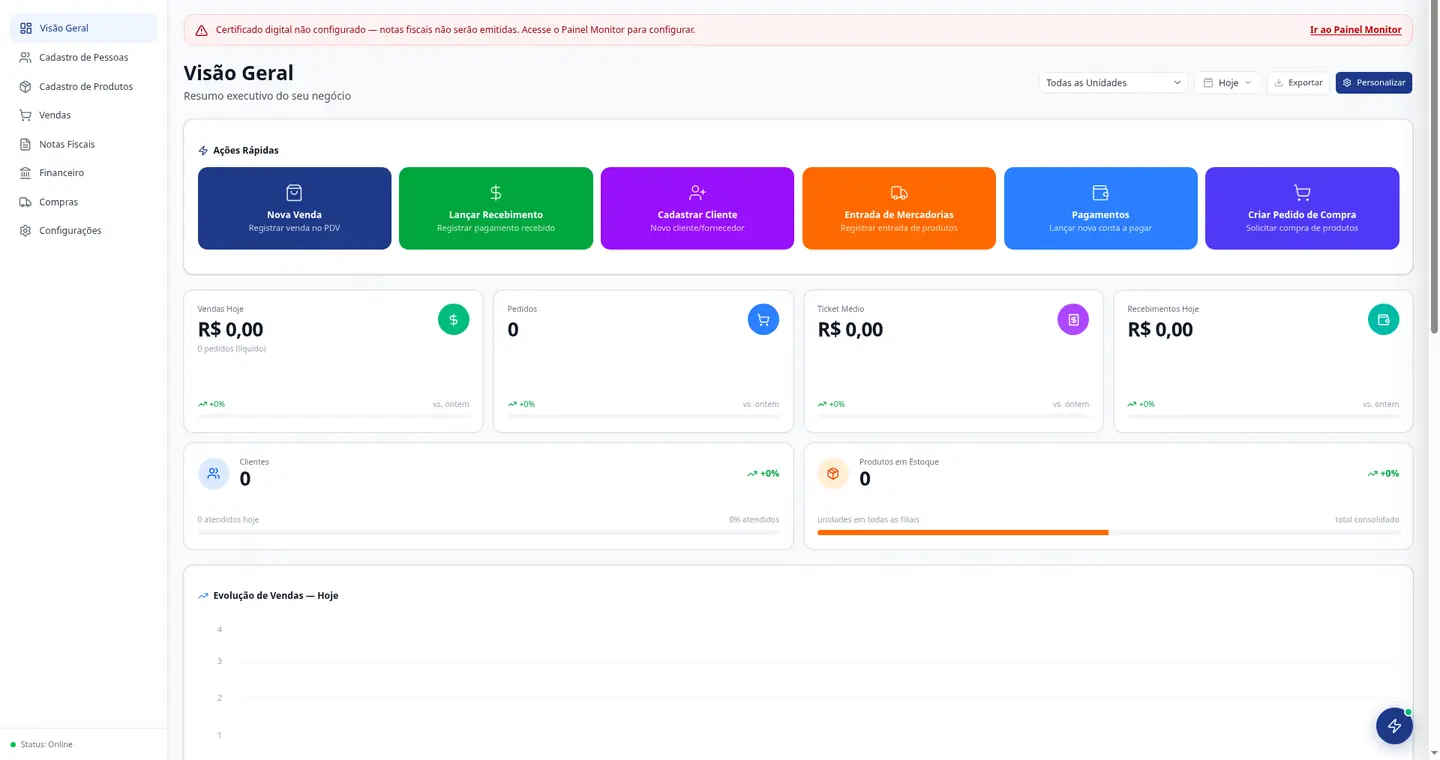 Visão Geral
Cadastro de Pessoas
Cadastro de Produtos
Vendas
Notas Fiscais
Financeiro
Compras
Configurações
Status: Online
Certificado digital não configurado — notas fiscais não serão emitidas. Acesse o Painel Monitor para configurar.
Ir ao Painel Monitor
Visão Geral
Resumo executivo do seu negócio
Todas as Unidades
Hoje
Exportar
Personalizar
Ações Rápidas
Nova Venda
Registrar venda no PDV
Lançar Recebimento
Registrar pagamento recebido
Cadastrar Cliente
Novo cliente/fornecedor
Entrada de Mercadorias
Registrar entrada de produtos
Pagamentos
Lançar nova conta a pagar
Criar Pedido de Compra
Solicitar compra de produtos
Vendas Hoje
R$ 0,00
0 pedidos (líquido)
+0%
vs. ontem
Pedidos
0
+0%
vs. ontem
Ticket Médio
R$ 0,00
+0%
vs. ontem
Recebimentos Hoje
R$ 0,00
+0%
vs. ontem
Clientes
0
+0%
0 atendidos hoje
0% atendidos
Produtos em Estoque
0
+0%
unidades em todas as filiais
total consolidado
Evolução de Vendas — Hoje
4
3
2
1